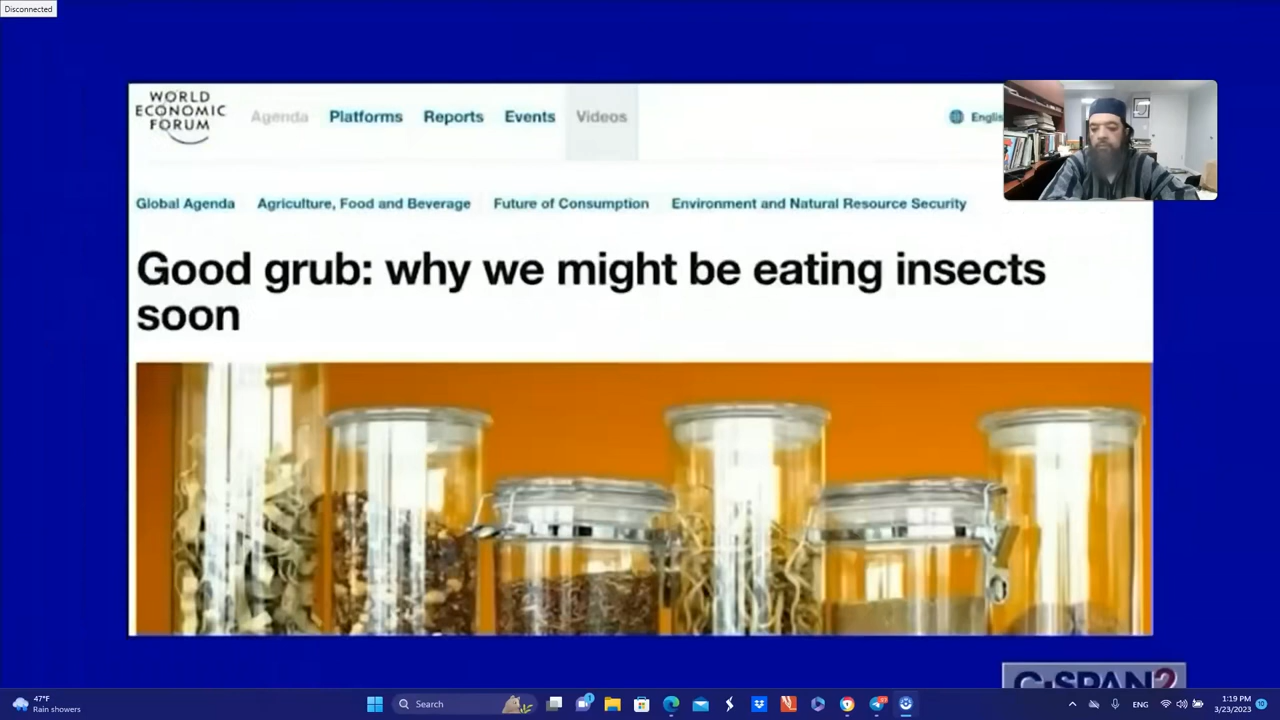 Disconnected
WORLD
ECONOMIC
FORUM
Agenda Platforms Reports Events Videos
Englis
Global Agenda Agriculture, Food and Beverage Future of Consumption Environment and Natural Resource Security
Good grub: why we might be eating insects
soon
C-SPAN2
47°F
Rain showers
Search
ENG
1:19 PM
3/23/2023